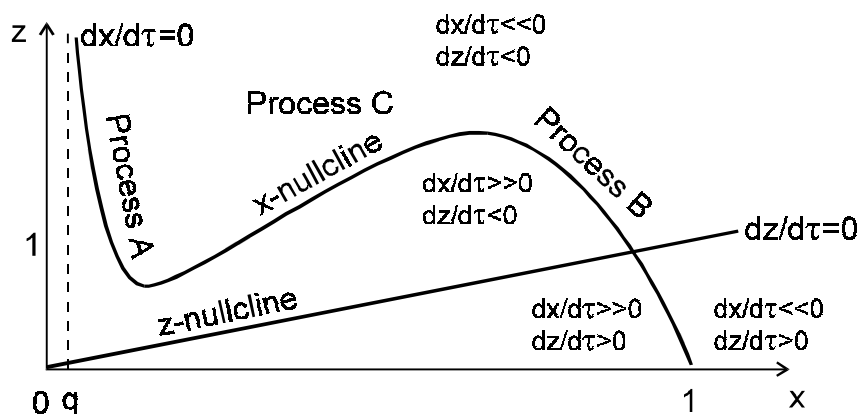 z
dx/dτ=0
dx/dτ<<0
dz/dτ<0
Process C
Process A
x-nullcline
Process B
dx/dτ>>0
dz/dτ<0
1
dz/dτ=0
z-nullcline
dx/dτ>>0
dz/dτ>0
dx/dτ<<0
dz/dτ>0
0
q
1
x